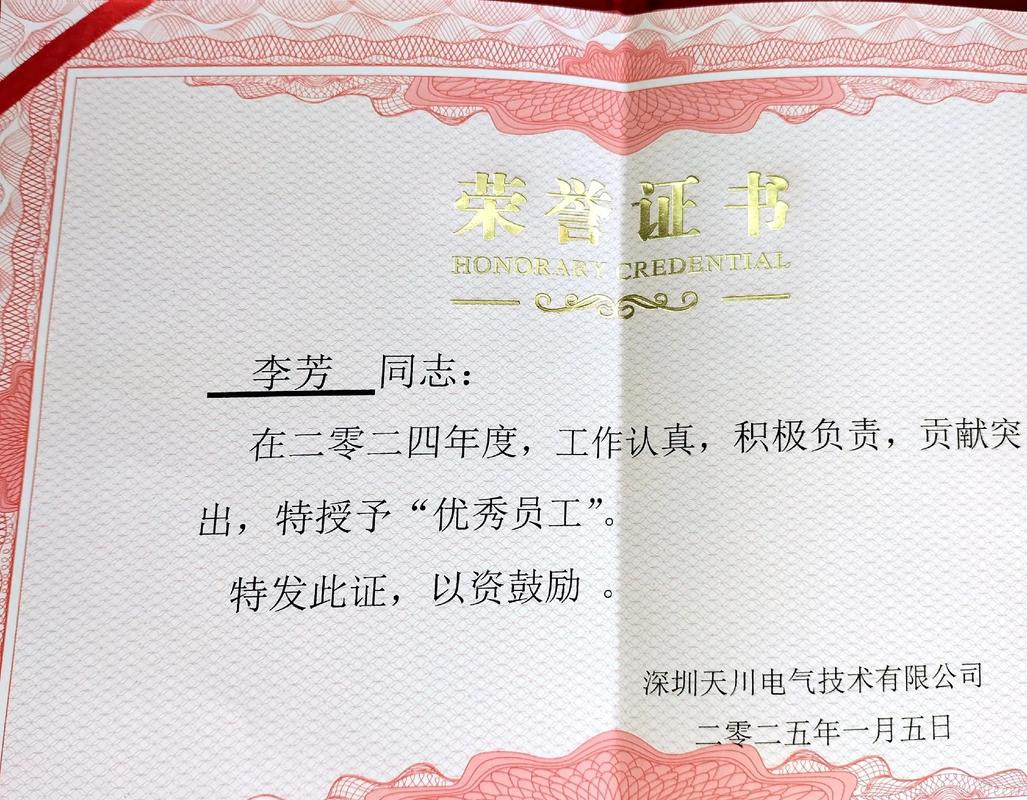 荣誉证书
HONORARY CREDENTIAL
李芳 同志：
在二零二四年度，工作认真，积极负责，贡献突
出，特授予“优秀员工”。
特发此证，以资鼓励 。
深圳天川电气技术有限公司
二零二五年一月五日